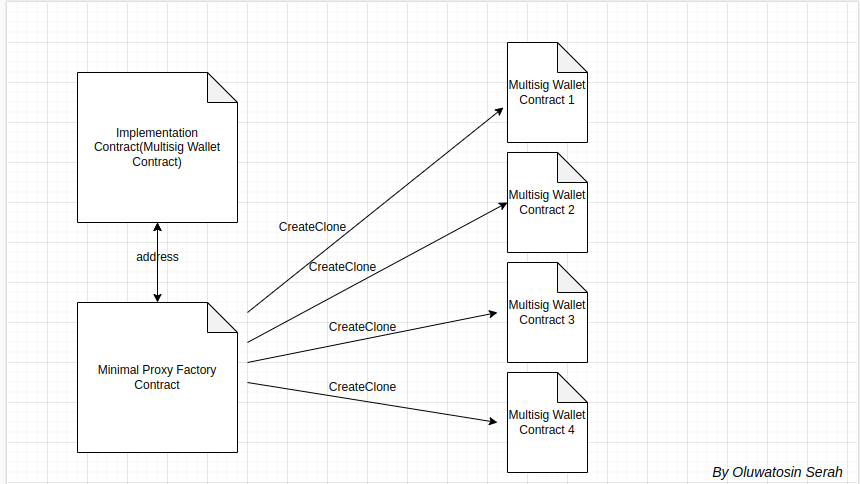 Implementation
Contract(Multisig Wallet
Contract)
address
Minimal Proxy Factory
Contract
CreateClone
CreateClone
CreateClone
CreateClone
Multisig Wallet
Contract 1
Multisig Wallet
Contract 2
Multisig Wallet
Contract 3
Multisig Wallet
Contract 4
By Oluwatosin Serah